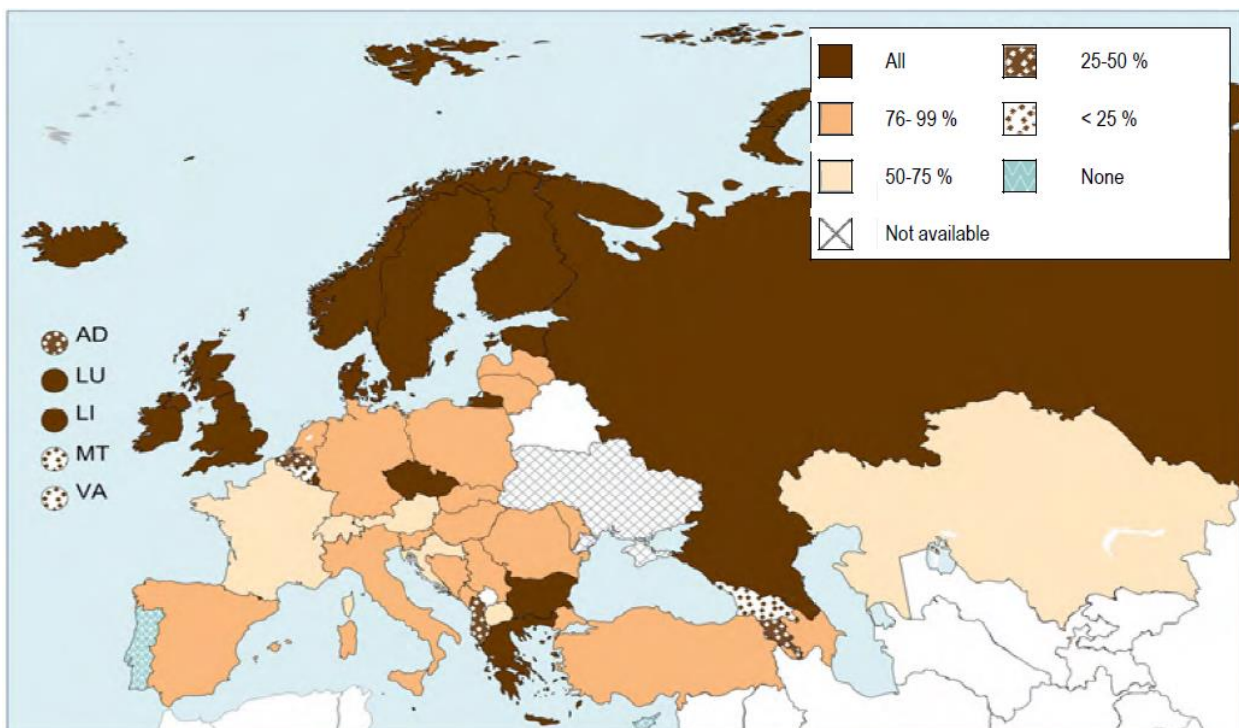 All
25-50 %
76- 99 %
< 25 %
50-75 %
None
Not available
AD
LU
LI
MT
VA